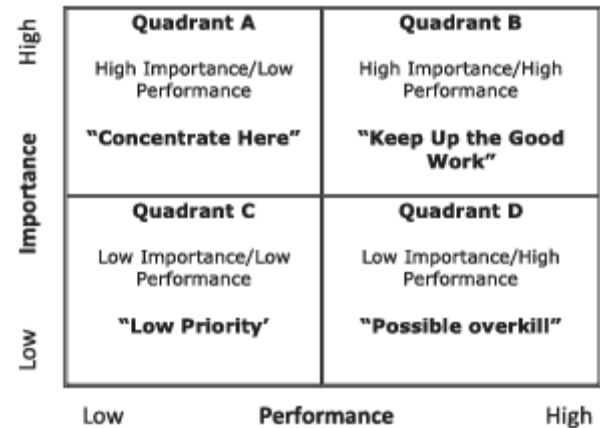 High
Importance
Low
Quadrant A
High Importance/Low
Performance
"Concentrate Here"
Quadrant B
High Importance/High
Performance
"Keep Up the Good
Work"
Quadrant C
Low Importance/Low
Performance
"Low Priority'
Quadrant D
Low Importance/High
Performance
"Possible overkill"
Low
Performance
High